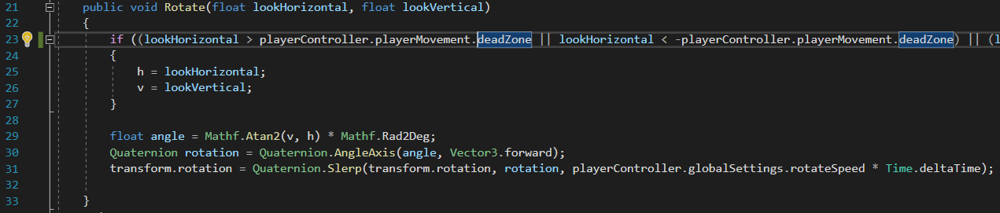 21 public void Rotate(float lookHorizontal, float lookVertical)
22 {
23 if ((lookHorizontal > playerController.playerMovement.deadZone || lookHorizontal < -playerController.playerMovement.deadZone) || (l
24 {
25 h = lookHorizontal;
26 v = lookVertical;
27 }
28
29 float angle = Mathf.Atan2(v, h) * Mathf.Rad2Deg;
30 Quaternion rotation = Quaternion.AngleAxis(angle, Vector3.forward);
31 transform.rotation = Quaternion.Slerp(transform.rotation, rotation, playerController.globalSettings.rotateSpeed * Time.deltaTime);
32
33 }